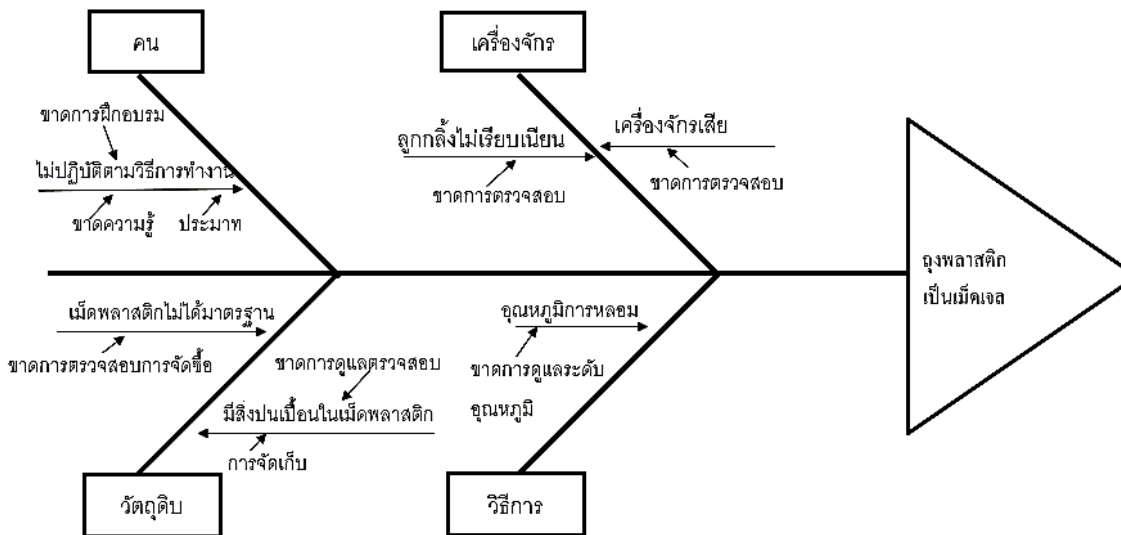 คน
เครื่องจักร
ขาดการฝึกอบรม
ไม่ปฏิบัติตามวิธีการทำงาน
ขาดความรู้
ประมาท
ลูกกลิ้งไม่เรียบเนียน
เครื่องจักรเสีย
ขาดการตรวจสอบ
ขาดการตรวจสอบ
ถุงพลาสติก
เป็นเม็ดเจล
เม็ดพลาสติกไม่ได้มาตรฐาน
ขาดการตรวจสอบการจัดซื้อ
ขาดการดูแลตรวจสอบ
มีสิ่งปนเปื้อนในเม็ดพลาสติก
การจัดเก็บ
อุณหภูมิการหลอม
ขาดการดูแลระดับ
อุณหภูมิ
วัตถุดิบ
วิธีการ